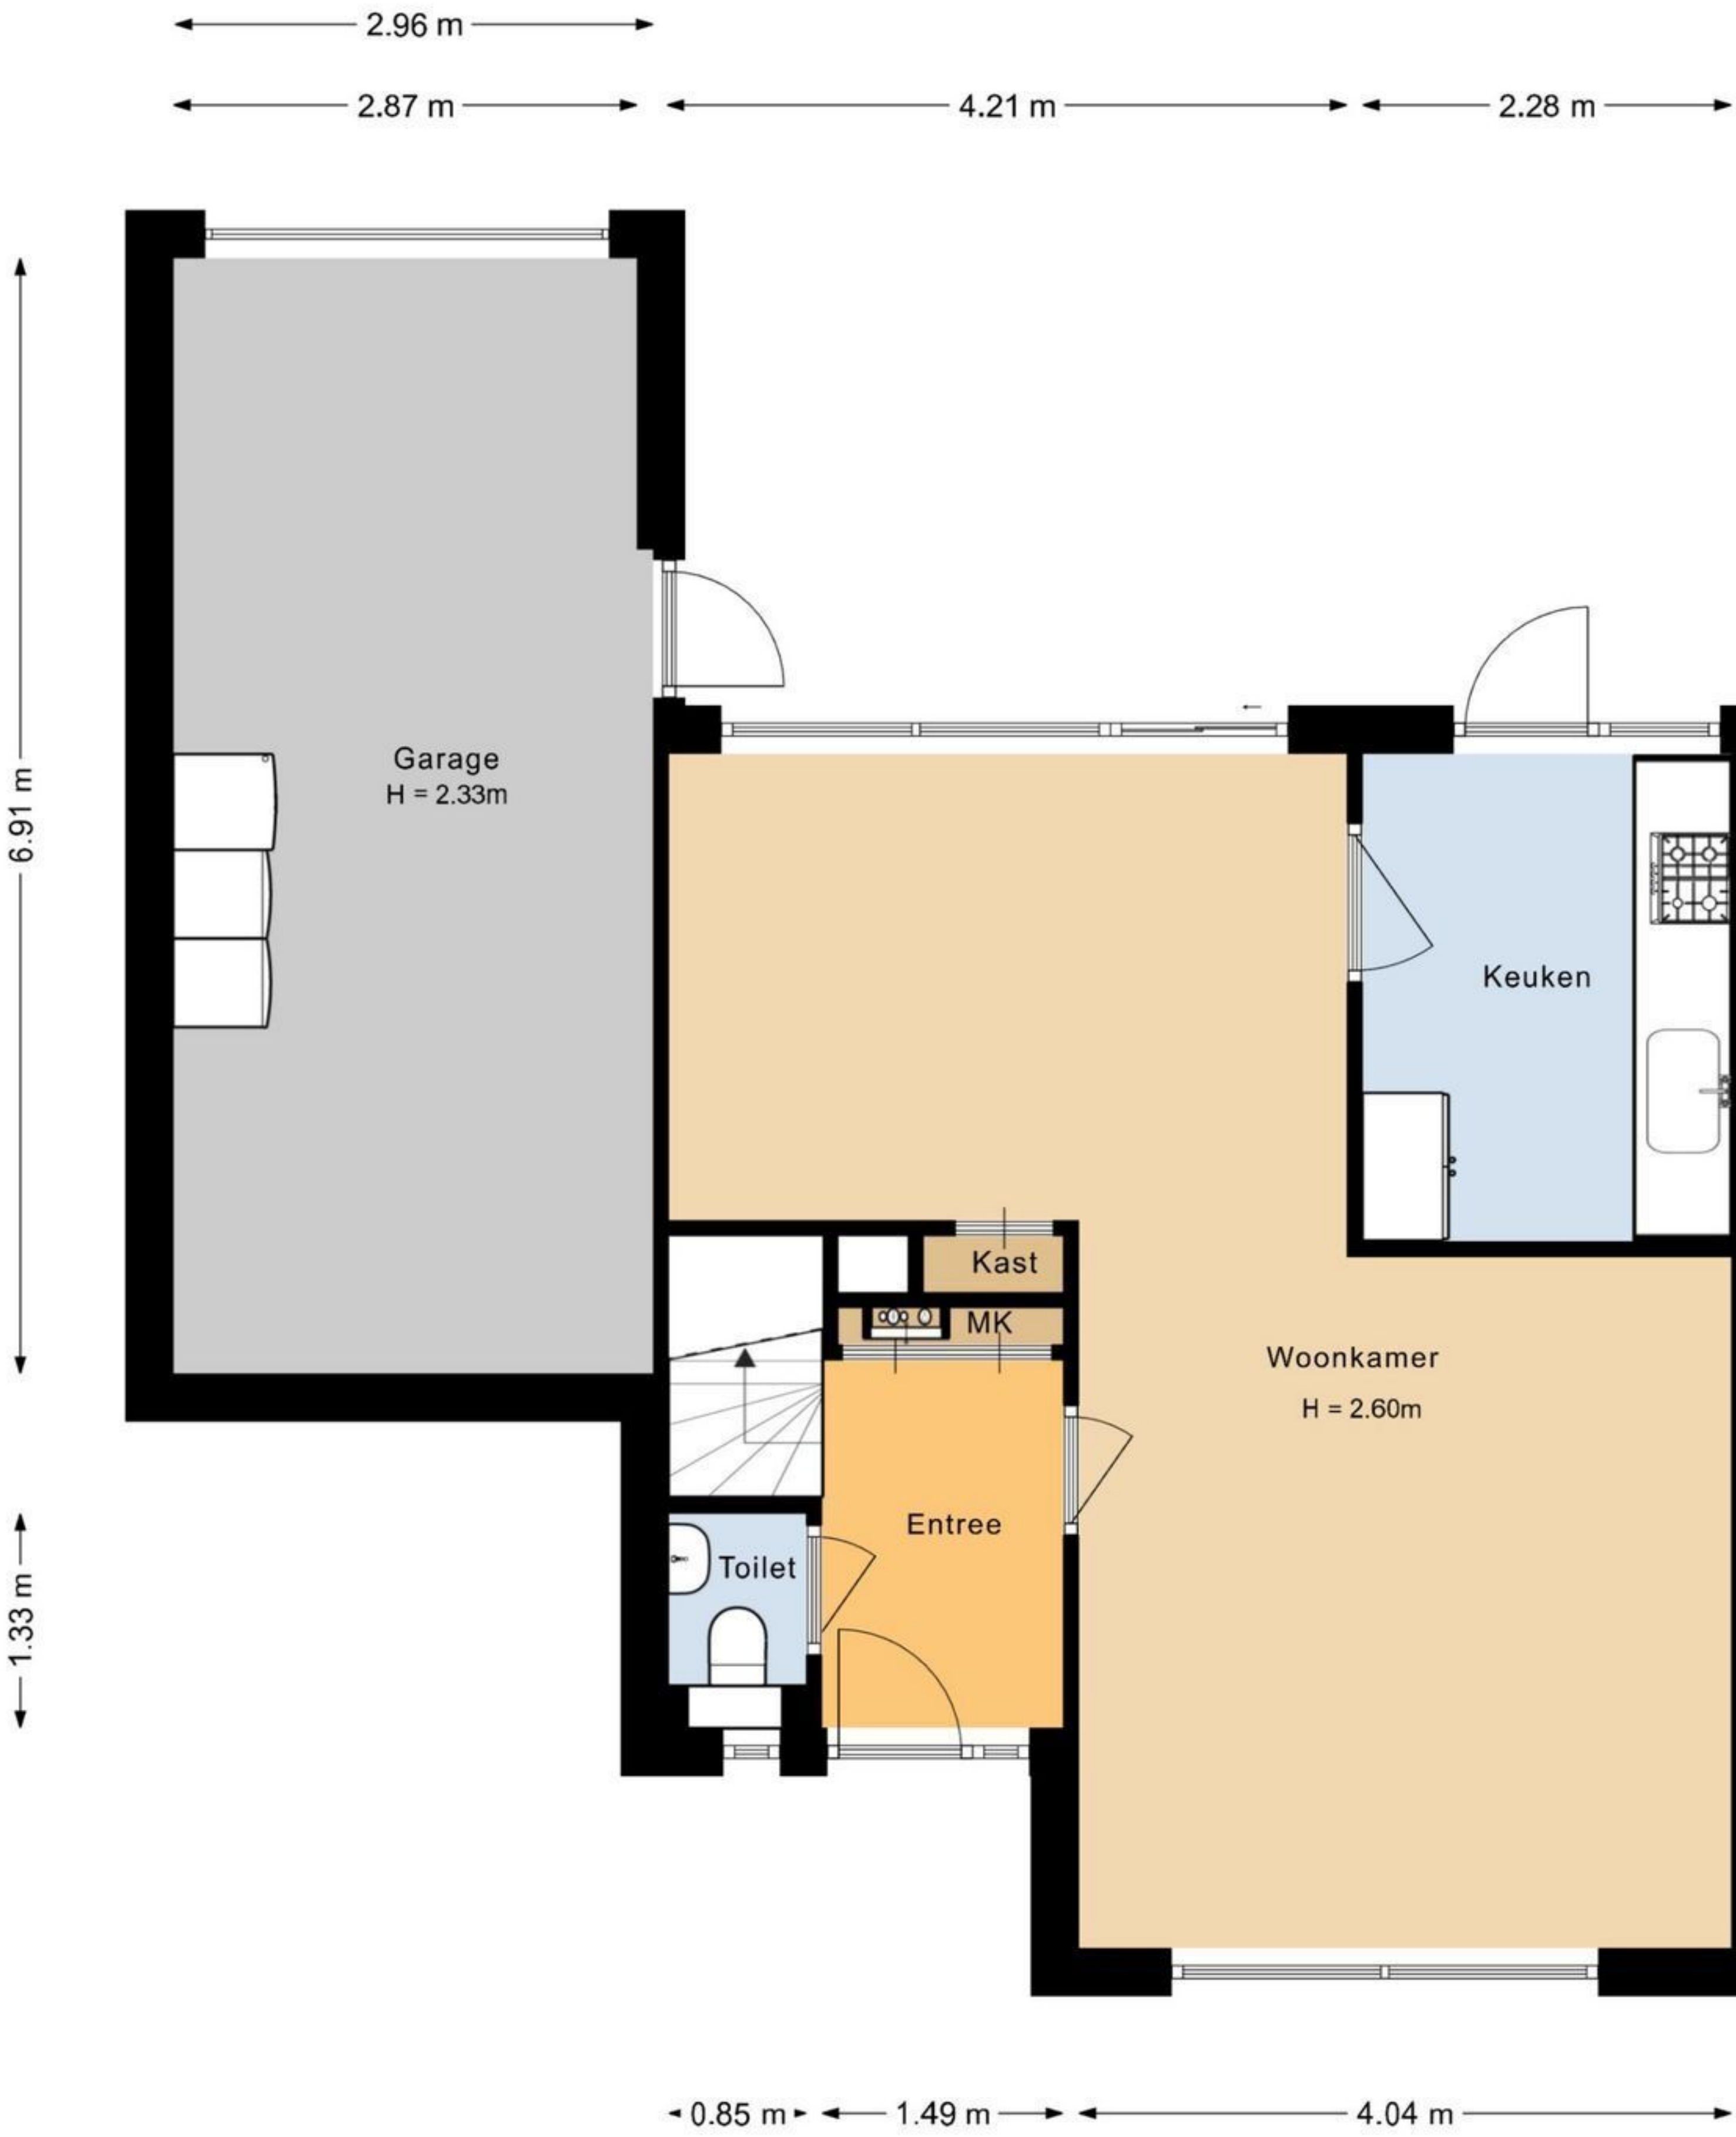 2.96 m
2.87 m
4.21 m
2.28 m
Garage
H = 2.33m
6.91 m
Keuken
Kast
MK
Woonkamer
H = 2.60m
Entree
Toilet
1.33 m
0.85 m
1.49 m
4.04 m